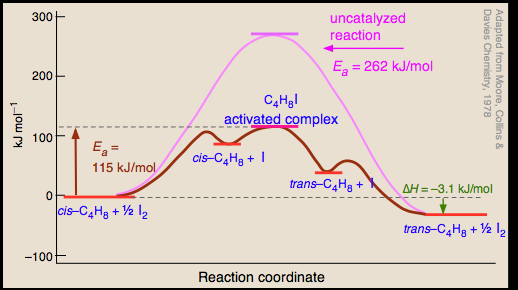 300
200
100
0
−100
kJ mol⁻¹
uncatalyzed
reaction
Eₐ = 262 kJ/mol
C₄H₈I
activated complex
Eₐ =
115 kJ/mol
cis–C₄H₈ + I
trans–C₄H₈ + I
ΔH = –3.1 kJ/mol
cis–C₄H₈ + ½ I₂
trans–C₄H₈ + ½ I₂
Reaction coordinate
Adapted from Moore, Collins &
Davies Chemistry, 1978